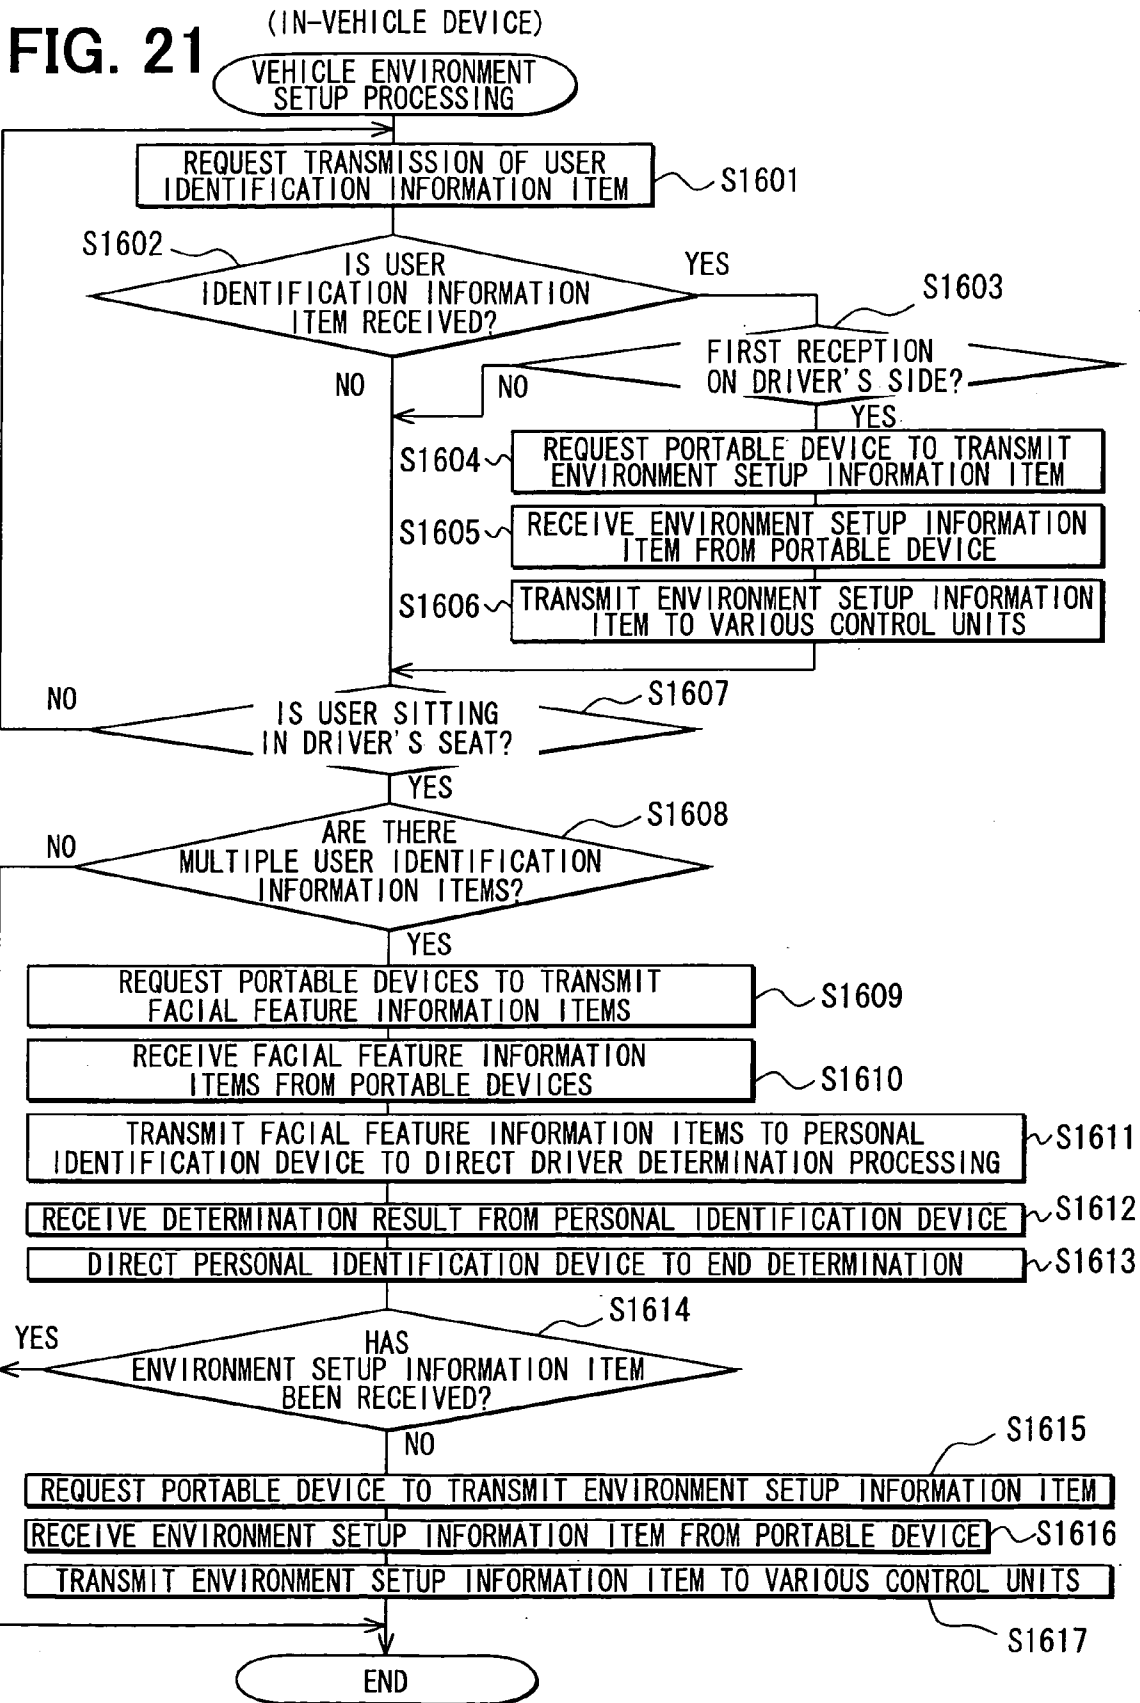 FIG. 21
(IN-VEHICLE DEVICE)
VEHICLE ENVIRONMENT
SETUP PROCESSING
REQUEST TRANSMISSION OF USER
IDENTIFICATION INFORMATION ITEM
S1601
S1602
IS USER
IDENTIFICATION INFORMATION
ITEM RECEIVED?
YES
NO
S1603
FIRST RECEPTION
ON DRIVER'S SIDE?
NO
YES
S1604
REQUEST PORTABLE DEVICE TO TRANSMIT
ENVIRONMENT SETUP INFORMATION ITEM
S1605
RECEIVE ENVIRONMENT SETUP INFORMATION
ITEM FROM PORTABLE DEVICE
S1606
TRANSMIT ENVIRONMENT SETUP INFORMATION
ITEM TO VARIOUS CONTROL UNITS
NO
S1607
IS USER SITTING
IN DRIVER'S SEAT?
YES
S1608
NO
ARE THERE
MULTIPLE USER IDENTIFICATION
INFORMATION ITEMS?
YES
REQUEST PORTABLE DEVICES TO TRANSMIT
FACIAL FEATURE INFORMATION ITEMS
S1609
RECEIVE FACIAL FEATURE INFORMATION
ITEMS FROM PORTABLE DEVICES
S1610
TRANSMIT FACIAL FEATURE INFORMATION ITEMS TO PERSONAL
IDENTIFICATION DEVICE TO DIRECT DRIVER DETERMINATION PROCESSING
S1611
RECEIVE DETERMINATION RESULT FROM PERSONAL IDENTIFICATION DEVICE
S1612
DIRECT PERSONAL IDENTIFICATION DEVICE TO END DETERMINATION
S1613
S1614
YES
HAS
ENVIRONMENT SETUP INFORMATION ITEM
BEEN RECEIVED?
NO
S1615
REQUEST PORTABLE DEVICE TO TRANSMIT ENVIRONMENT SETUP INFORMATION ITEM
RECEIVE ENVIRONMENT SETUP INFORMATION ITEM FROM PORTABLE DEVICE
S1616
TRANSMIT ENVIRONMENT SETUP INFORMATION ITEM TO VARIOUS CONTROL UNITS
S1617
END